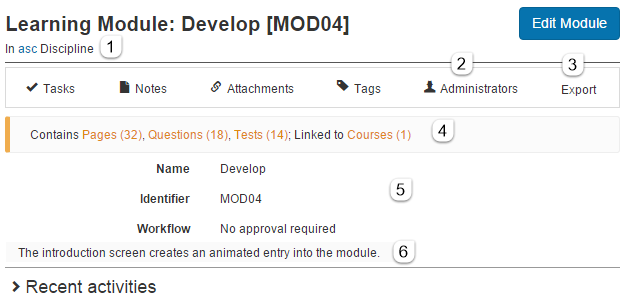 Learning Module: Develop [MOD04]
Edit Module
In asc Discipline 1
2 3
Tasks Notes Attachments Tags Administrators Export
Contains Pages (32), Questions (18), Tests (14); Linked to Courses (1) 4
Name Develop
Identifier MOD04 5
Workflow No approval required
The introduction screen creates an animated entry into the module. 6
Recent activities